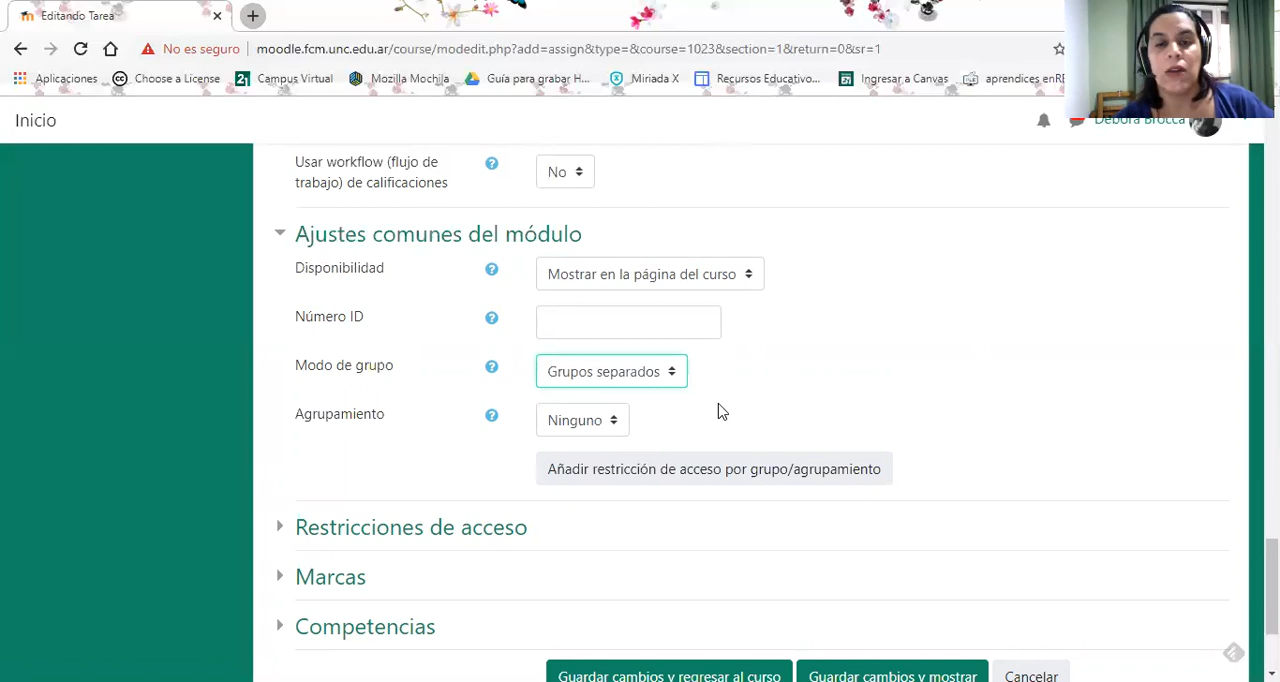 Editando Tarea
No es seguro
moodle.fcm.unc.edu.ar/course/modedit.php?add=assign&type=&course=1023&section=1&return=0&sr=1
Aplicaciones
Choose a License
Campus Virtual
Mozilla Mochila
Guía para grabar H...
Miriada X
Recursos Educativo...
Ingresar a Canvas
aprendices enRE
Inicio
Débora Brocca
Usar workflow (flujo de
trabajo) de calificaciones
No
Ajustes comunes del módulo
Disponibilidad
Mostrar en la página del curso
Número ID
Modo de grupo
Grupos separados
Agrupamiento
Ninguno
Añadir restricción de acceso por grupo/agrupamiento
Restricciones de acceso
Marcas
Competencias
Guardar cambios y regresar al curso
Guardar cambios y mostrar
Cancelar